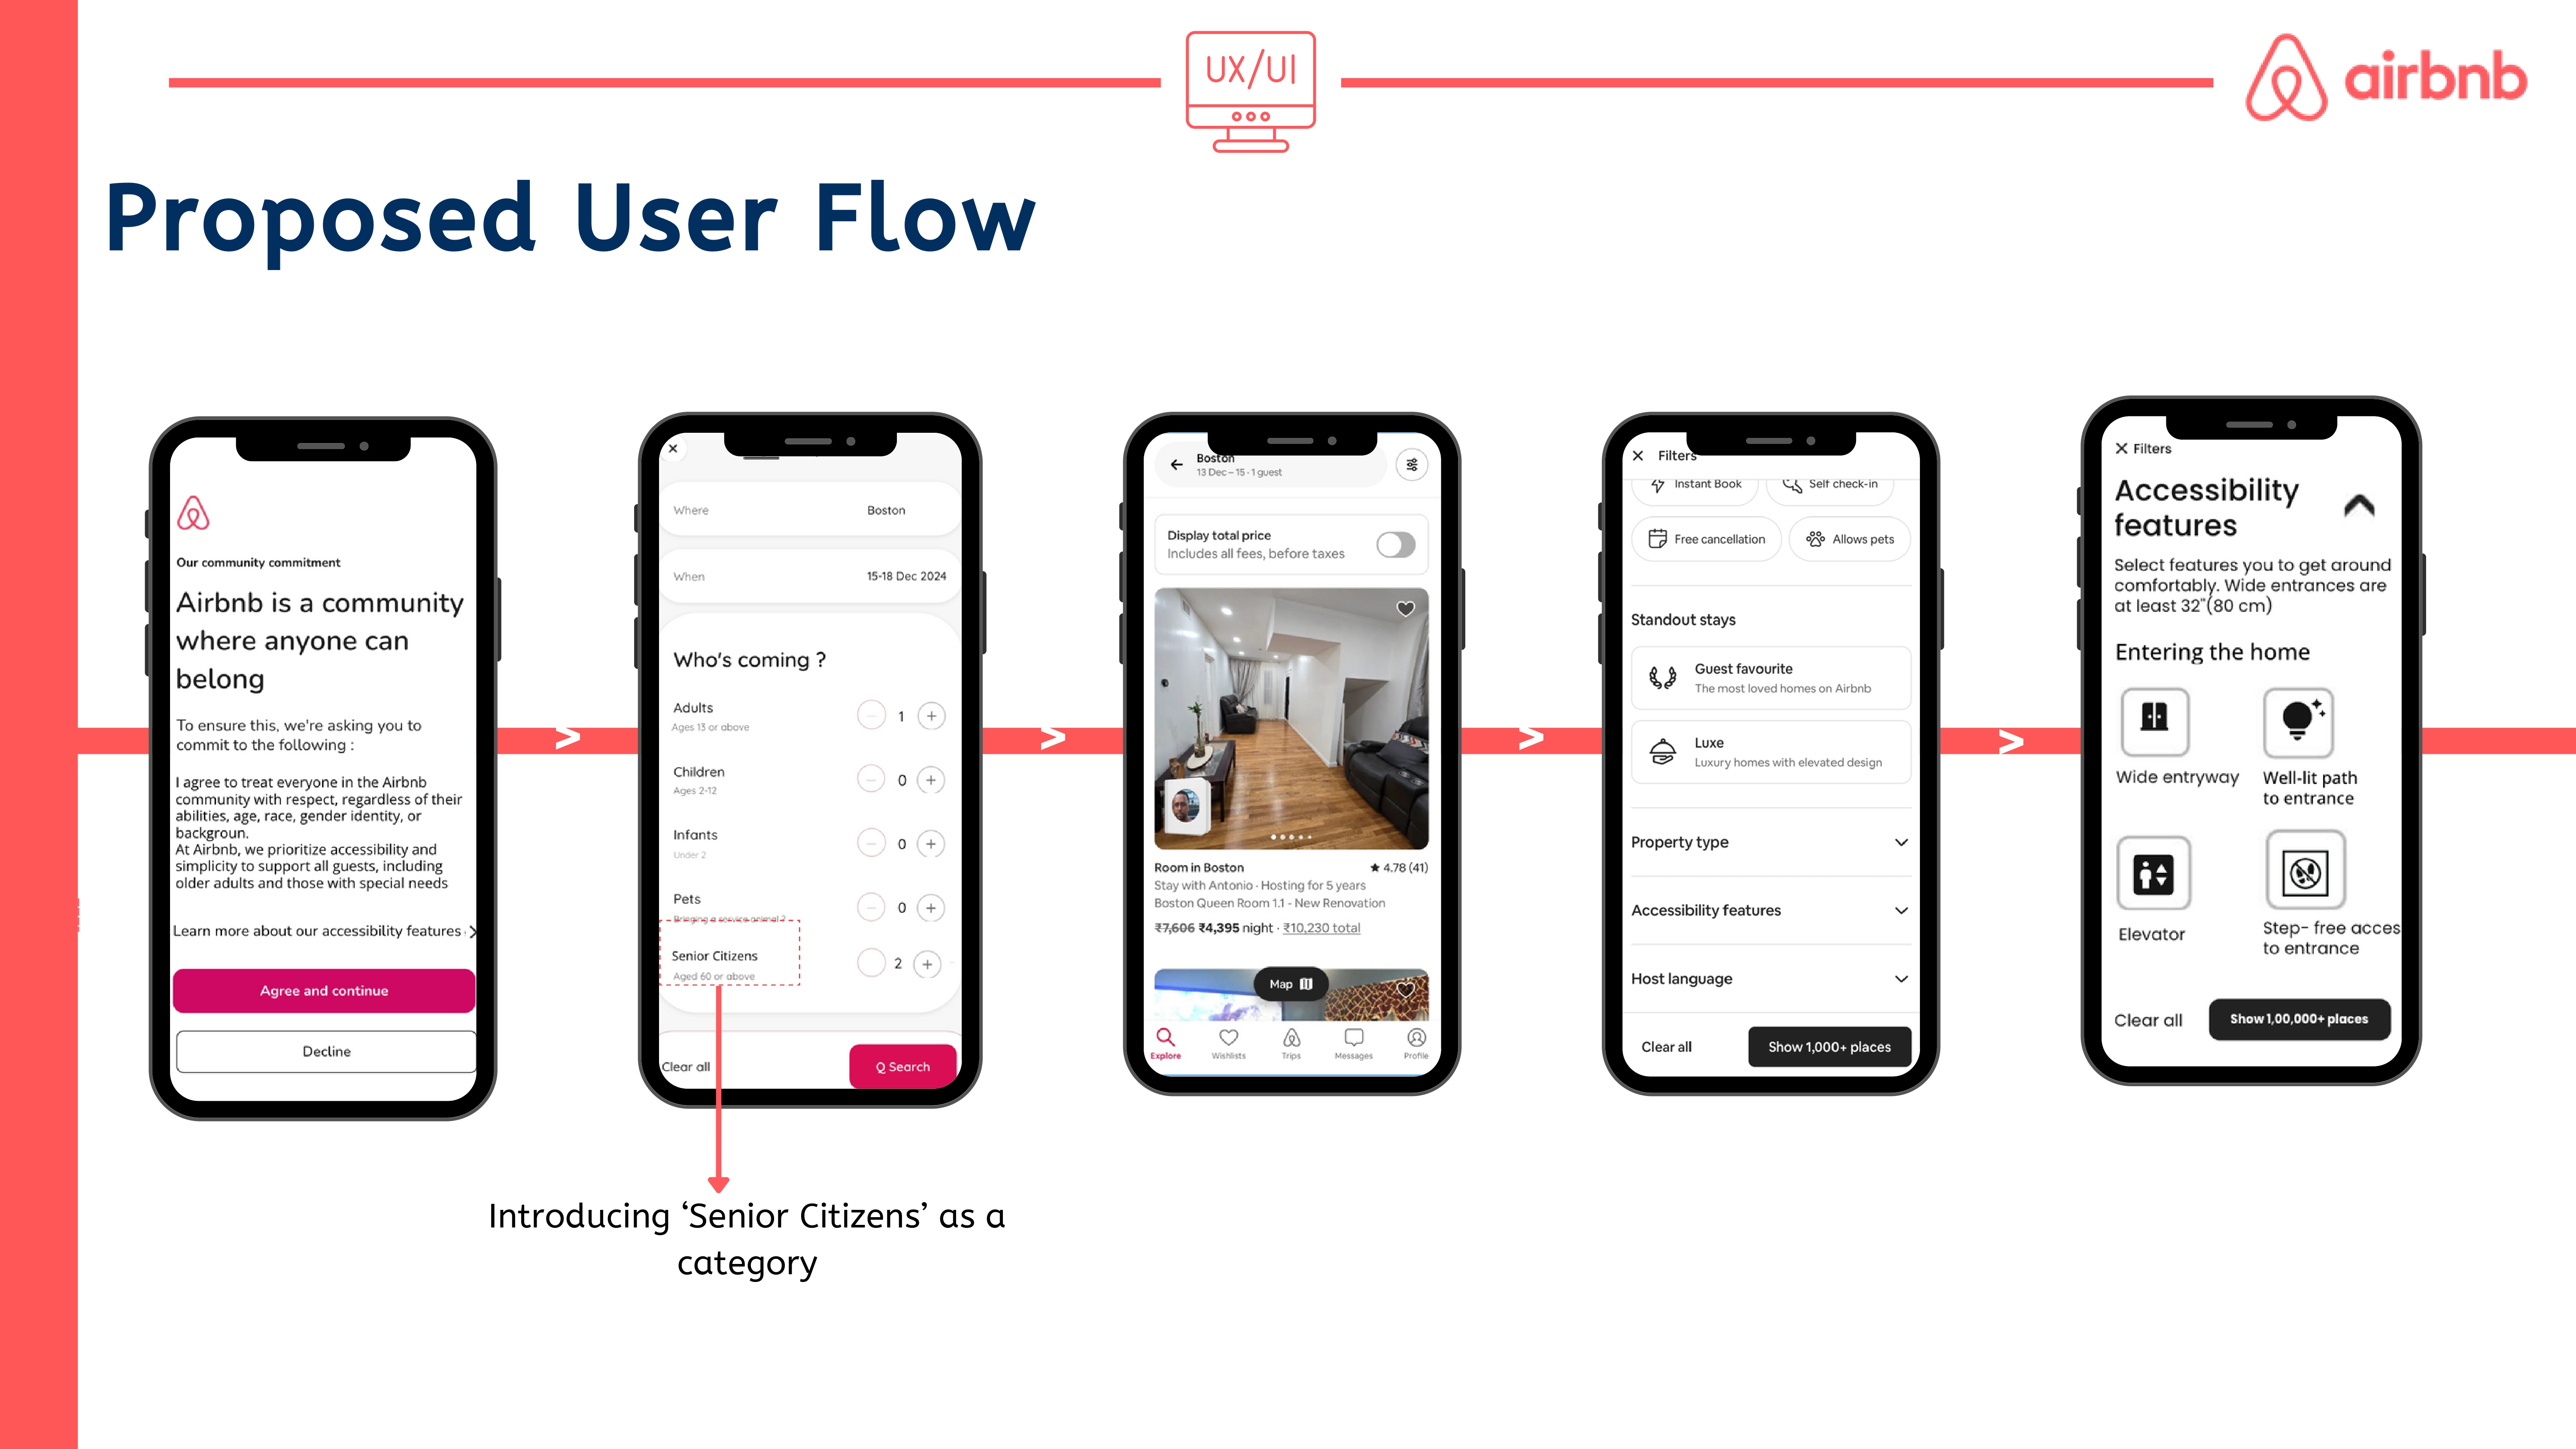 UX/UI
airbnb
Proposed User Flow
Our community commitment
Airbnb is a community
where anyone can
belong
To ensure this, we're asking you to
commit to the following :
I agree to treat everyone in the Airbnb
community with respect, regardless of their
abilities, age, race, gender identity, or
backgroun.
At Airbnb, we prioritize accessibility and
simplicity to support all guests, including
older adults and those with special needs
Learn more about our accessibility features
Agree and continue
Decline
>
Where Boston
When 15-18 Dec 2024
Who's coming ?
Adults
Ages 13 or above
1
Children
Ages 2-12
0
Infants
Under 2
0
Pets
Bringing a service animal ?
0
Senior Citizens
Aged 60 or above
2
Clear all
Q Search
Introducing ‘Senior Citizens’ as a
category
>
Boston
13 Dec – 15 · 1 guest
Display total price
Includes all fees, before taxes
Room in Boston ★ 4.78 (41)
Stay with Antonio · Hosting for 5 years
Boston Queen Room 1.1 - New Renovation
₹7,606 ₹4,395 night · ₹10,230 total
Map
Explore Wishlists Trips Messages Profile
>
Filters
Instant Book Self check-in
Free cancellation Allows pets
Standout stays
Guest favourite
The most loved homes on Airbnb
Luxe
Luxury homes with elevated design
Property type
Accessibility features
Host language
Clear all Show 1,000+ places
>
Filters
Accessibility
features
Select features you to get around
comfortably. Wide entrances are
at least 32"(80 cm)
Entering the home
Wide entryway
Well-lit path
to entrance
Elevator
Step- free acces
to entrance
Clear all Show 1,00,000+ places